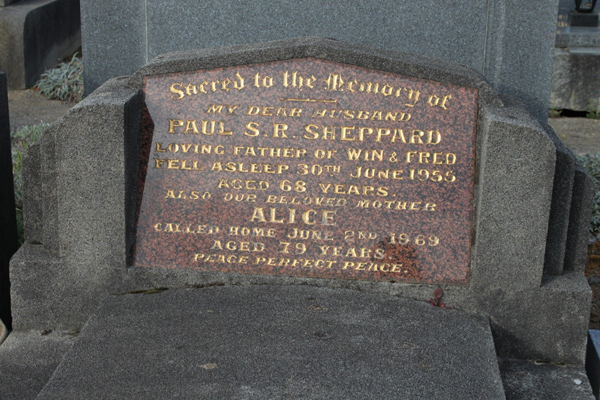 Sacred to the Memory of
MY DEAR HUSBAND
PAUL S.R. SHEPPARD
LOVING FATHER OF WIN & FRED
FELL ASLEEP 30TH JUNE 1955
AGED 68 YEARS.
ALSO OUR BELOVED MOTHER
ALICE
CALLED HOME JUNE 2ND 1969
AGED 79 YEARS.
PEACE PERFECT PEACE.